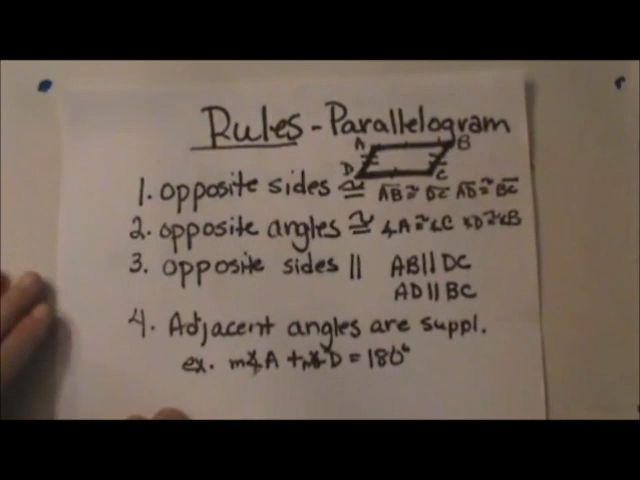 Rules - Parallelogram
A B
D C
1. opposite sides ≅ AB≅DC AD≅BC
2. opposite angles ≅ ∠A≅∠C ∠D≅∠B
3. opposite sides || AB||DC
AD||BC
4. Adjacent angles are suppl.
ex. m∠A + m∠D = 180°